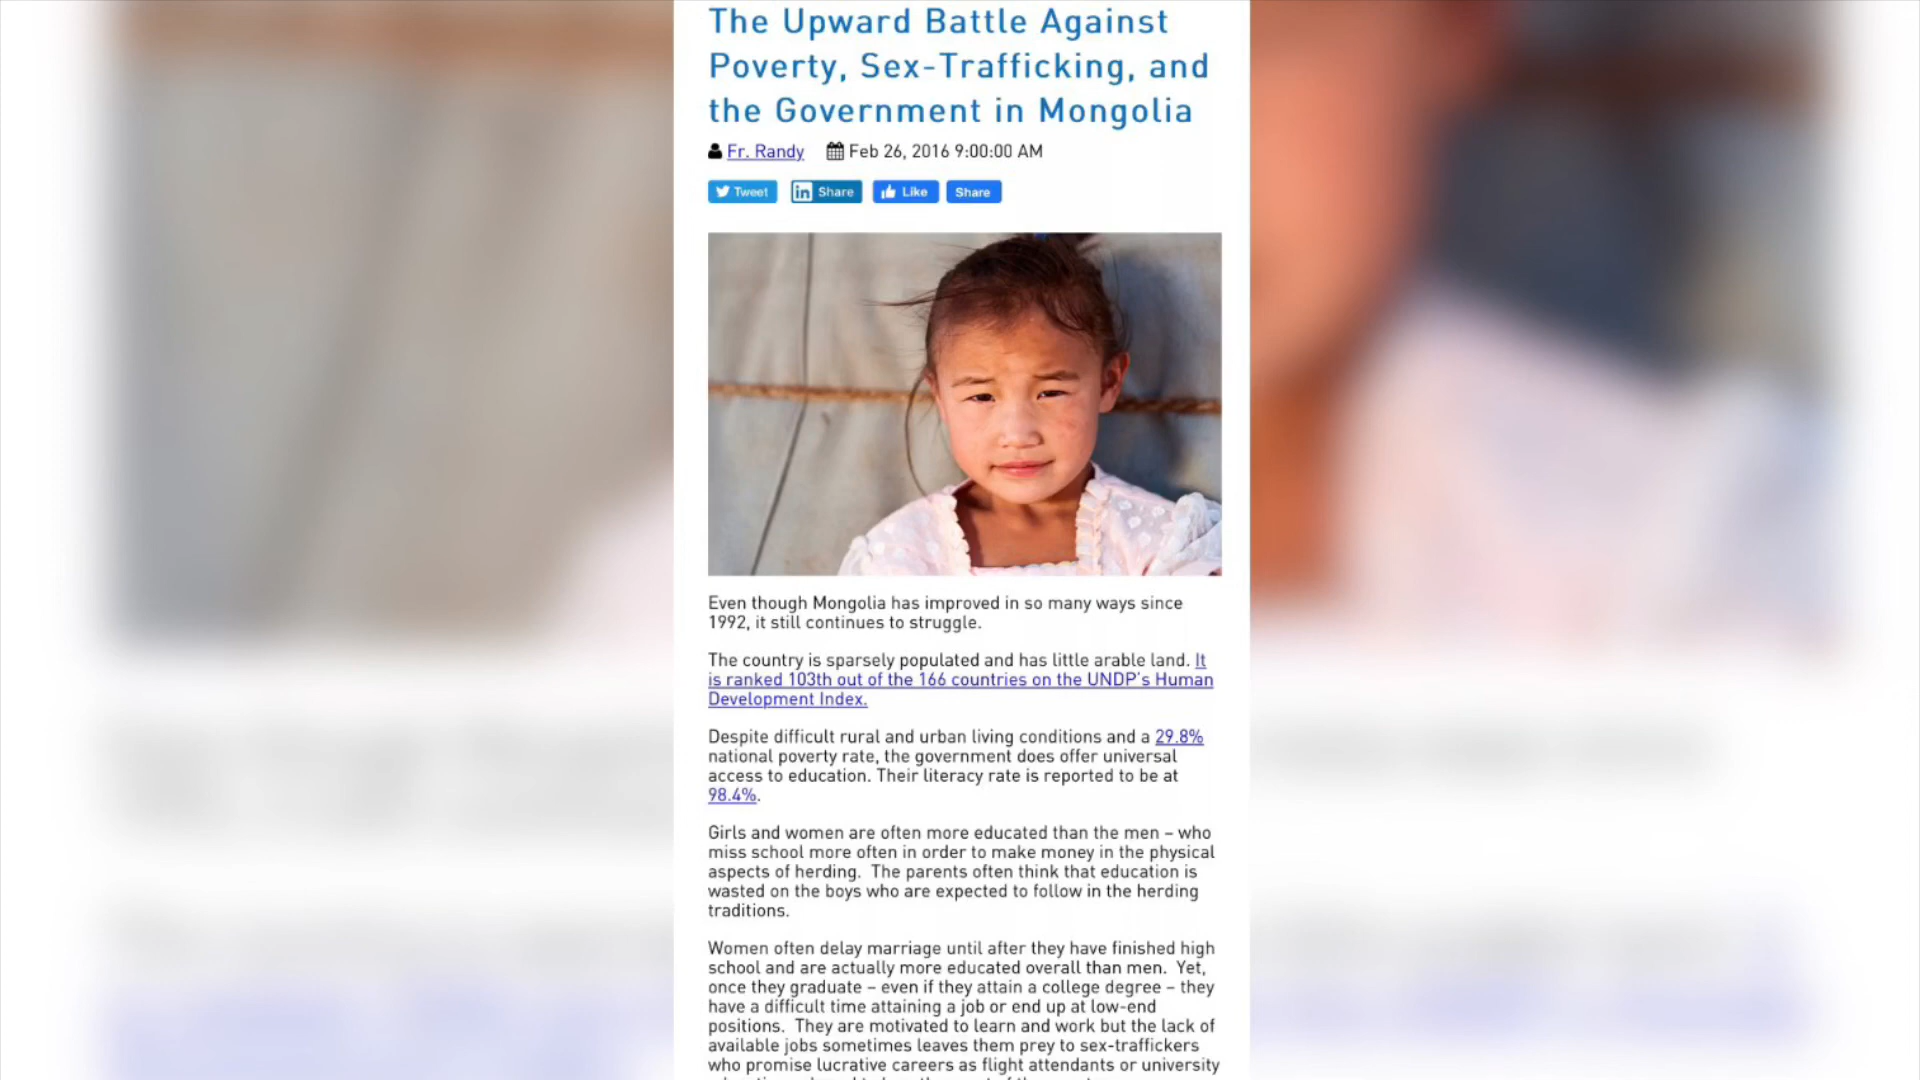 The Upward Battle Against
Poverty, Sex-Trafficking, and
the Government in Mongolia
Fr. Randy Feb 26, 2016 9:00:00 AM
Tweet in Share Like Share
Even though Mongolia has improved in so many ways since
1992, it still continues to struggle.
The country is sparsely populated and has little arable land. It
is ranked 103th out of the 166 countries on the UNDP's Human
Development Index.
Despite difficult rural and urban living conditions and a 29.8%
national poverty rate, the government does offer universal
access to education. Their literacy rate is reported to be at
98.4%.
Girls and women are often more educated than the men – who
miss school more often in order to make money in the physical
aspects of herding. The parents often think that education is
wasted on the boys who are expected to follow in the herding
traditions.
Women often delay marriage until after they have finished high
school and are actually more educated overall than men. Yet,
once they graduate – even if they attain a college degree – they
have a difficult time attaining a job or end up at low-end
positions. They are motivated to learn and work but the lack of
available jobs sometimes leaves them prey to sex-traffickers
who promise lucrative careers as flight attendants or university